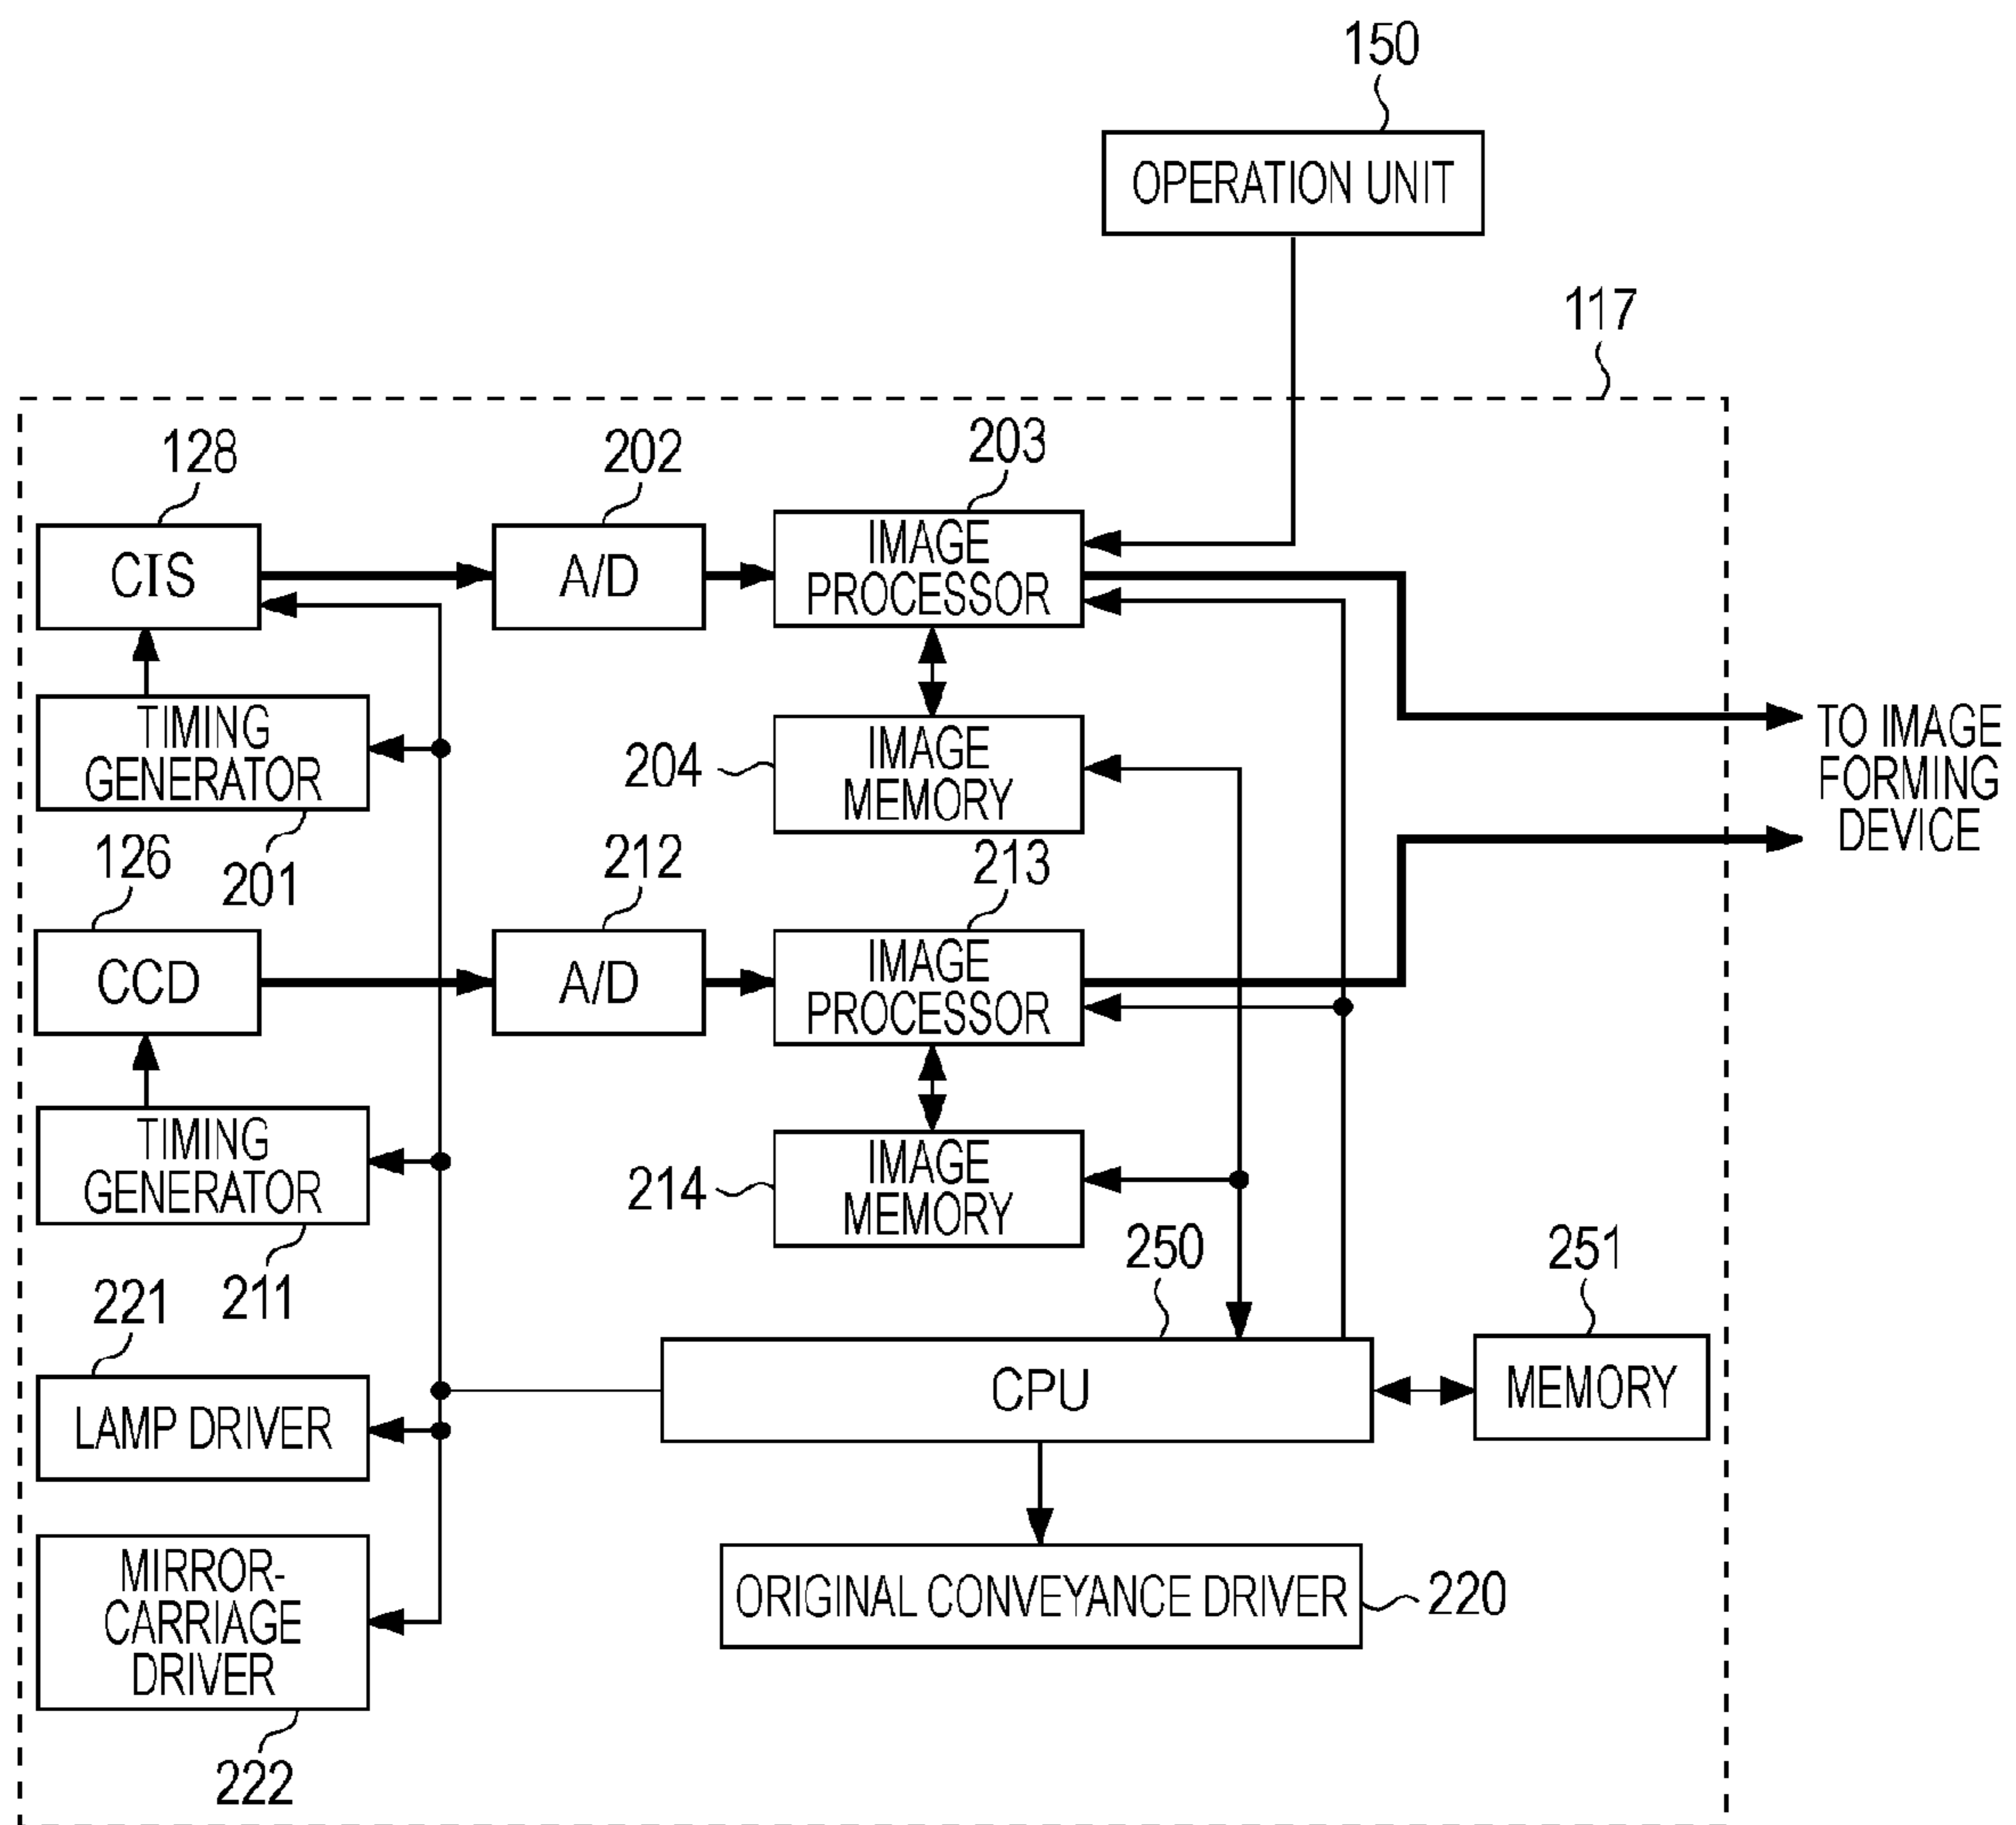 150
OPERATION UNIT
117
128
202
203
CIS
A/D
IMAGE
PROCESSOR
TIMING
GENERATOR
201
204
IMAGE
MEMORY
TO IMAGE
FORMING
DEVICE
126
212
213
CCD
A/D
IMAGE
PROCESSOR
TIMING
GENERATOR
211
214
IMAGE
MEMORY
250
251
221
LAMP DRIVER
CPU
MEMORY
MIRROR-
CARRIAGE
DRIVER
222
ORIGINAL CONVEYANCE DRIVER
220